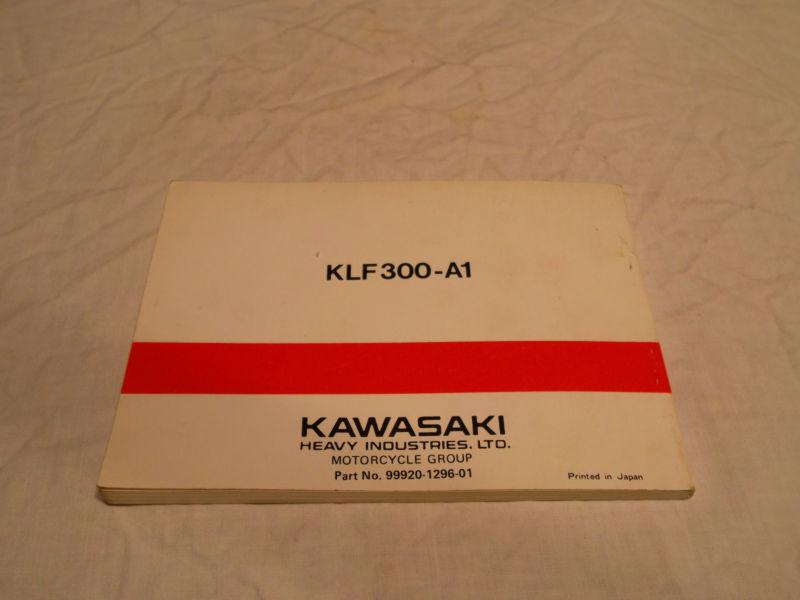 KLF300-A1
KAWASAKI
HEAVY INDUSTRIES, LTD.
MOTORCYCLE GROUP
Part No. 99920-1296-01
Printed in Japan